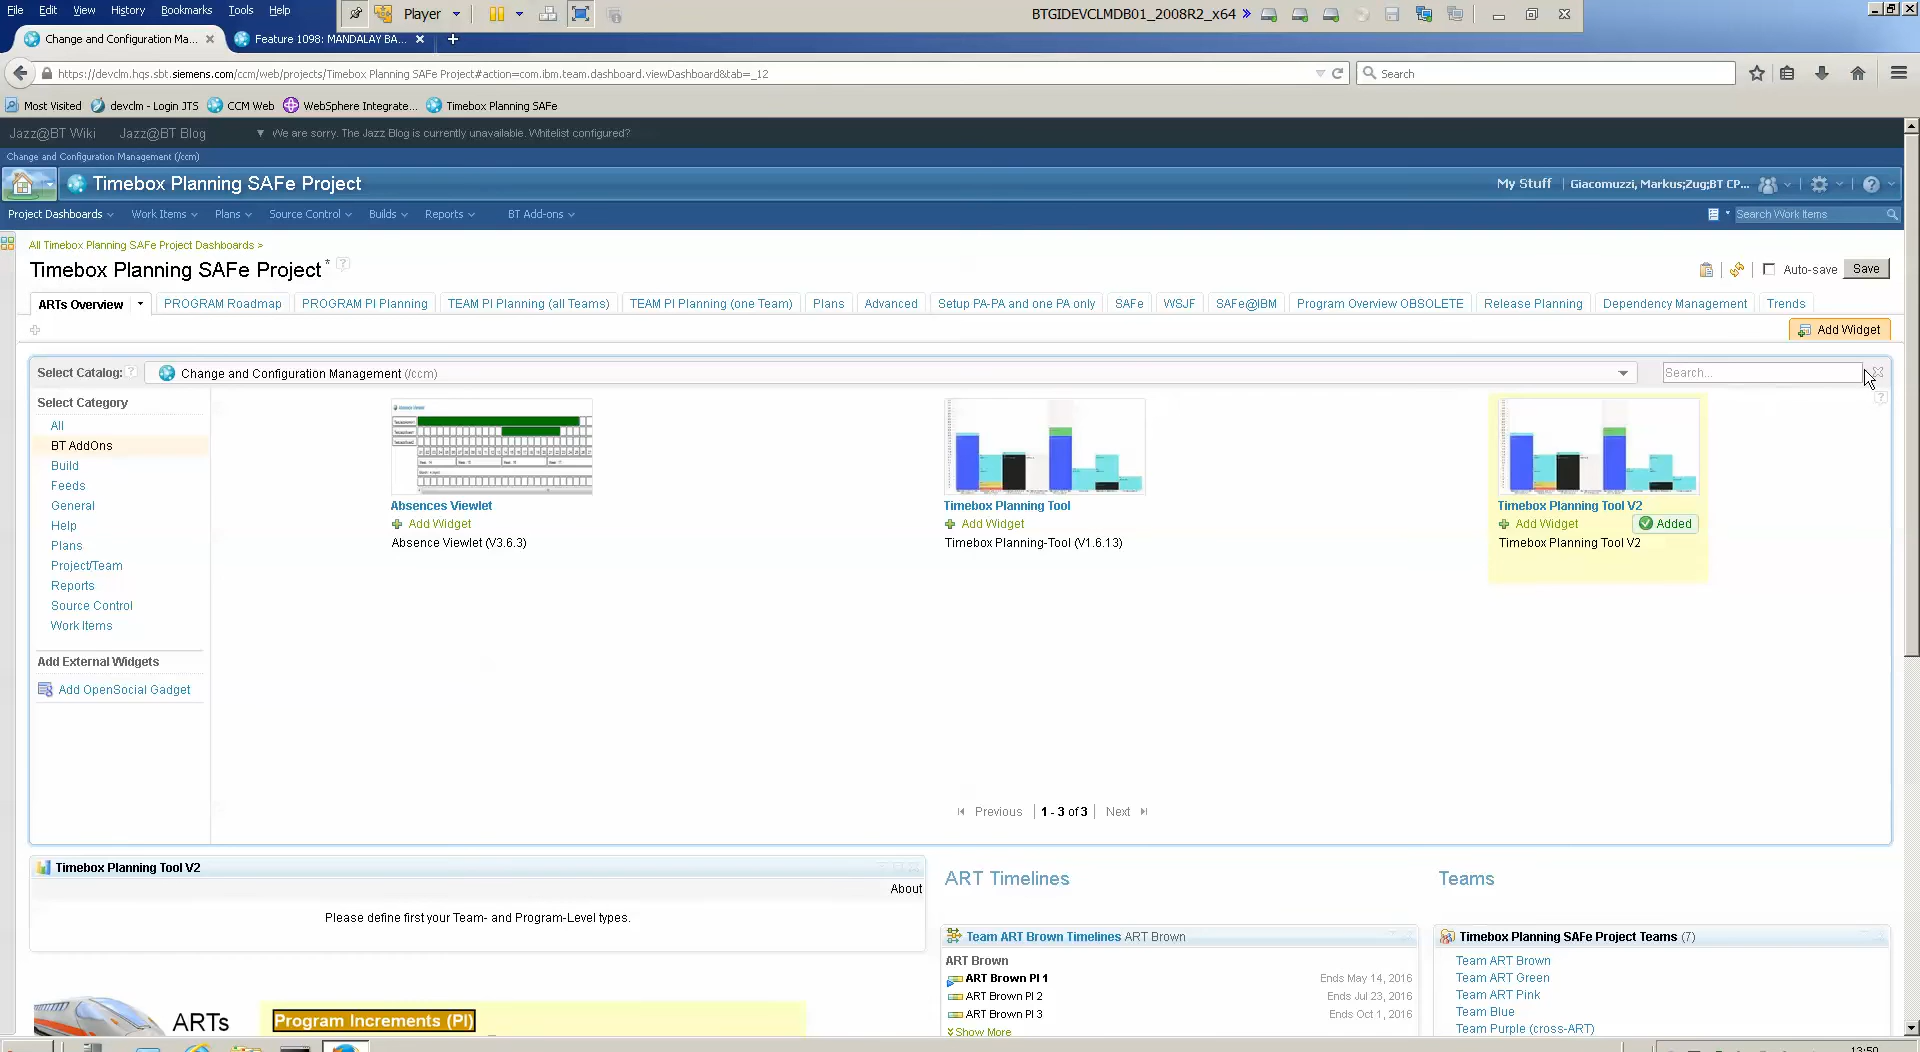 File Edit View History Bookmarks Tools Help
Player
BTGIDEVCLMDB01_2008R2_x64
Change and Configuration Ma...
Feature 1098: MANDALAY BA...
https://devclm.hqs.sbt.siemens.com/ccm/web/projects/Timebox Planning SAFe Project#action=com.ibm.team.dashboard.viewDashboard&tab=_12
Search
Most Visited devclm - Login JTS CCM Web WebSphere Integrate... Timebox Planning SAFe
Jazz@BT Wiki Jazz@BT Blog We are sorry. The Jazz Blog is currently unavailable. Whitelist configured?
Change and Configuration Management (/ccm)
Timebox Planning SAFe Project
My Stuff Giacomuzzi, Markus;Zug;BT CP...
Project Dashboards Work Items Plans Source Control Builds Reports BT Add-ons
Search Work Items
All Timebox Planning SAFe Project Dashboards >
Timebox Planning SAFe Project *
Auto-save Save
ARTs Overview PROGRAM Roadmap PROGRAM PI Planning TEAM PI Planning (all Teams) TEAM PI Planning (one Team) Plans Advanced Setup PA-PA and one PA only SAFe WSJF SAFe@IBM Program Overview OBSOLETE Release Planning Dependency Management Trends
Add Widget
Select Catalog: Change and Configuration Management (/ccm)
Search...
Select Category
All
BT AddOns
Build
Feeds
General
Help
Plans
Project/Team
Reports
Source Control
Work Items
Add External Widgets
Add OpenSocial Gadget
Absences Viewlet
Add Widget
Absence Viewlet (V3.6.3)
Timebox Planning Tool
Add Widget
Timebox Planning-Tool (V1.6.13)
Timebox Planning Tool V2
Add Widget Added
Timebox Planning Tool V2
Previous 1 - 3 of 3 Next
Timebox Planning Tool V2
About
Please define first your Team- and Program-Level types.
ARTs
Program Increments (PI)
ART Timelines
Team ART Brown Timelines ART Brown
ART Brown
ART Brown PI 1 Ends May 14, 2016
ART Brown PI 2 Ends Jul 23, 2016
ART Brown PI 3 Ends Oct 1, 2016
Show More
Teams
Timebox Planning SAFe Project Teams (7)
Team ART Brown
Team ART Green
Team ART Pink
Team Blue
Team Purple (cross-ART)
13:50